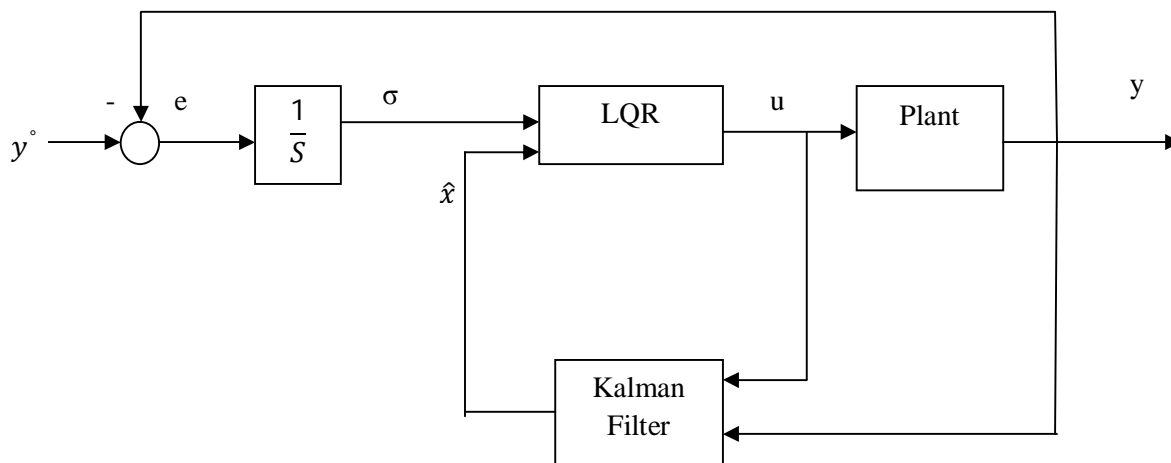 - e 1/S σ LQR u Plant y
y°
x̂
Kalman
Filter